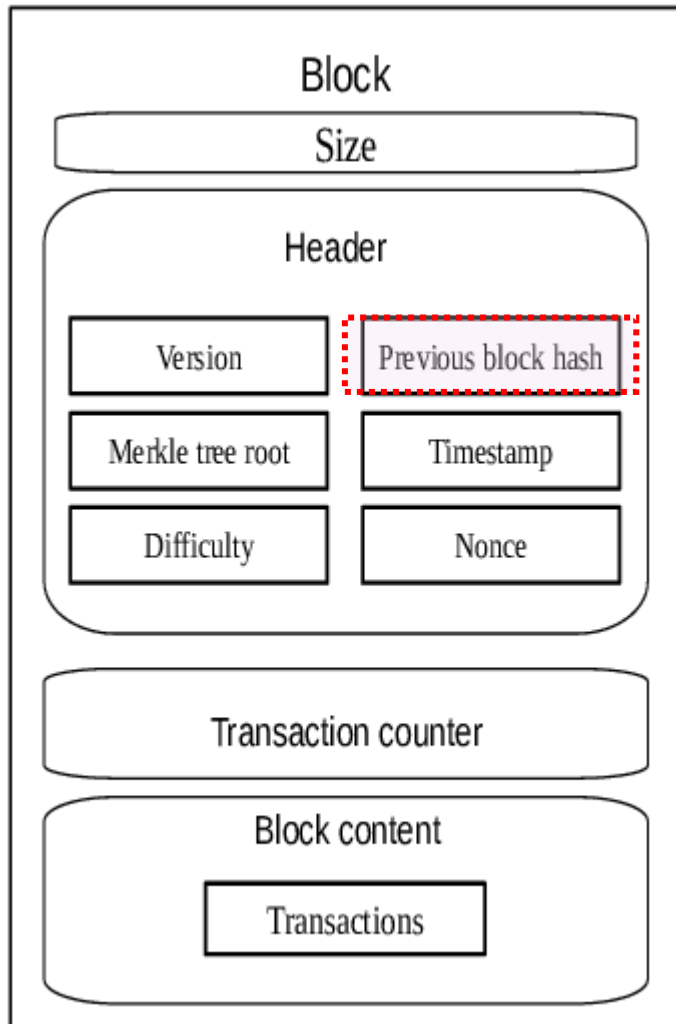 Block
Size
Header
Version
Previous block hash
Merkle tree root
Timestamp
Difficulty
Nonce
Transaction counter
Block content
Transactions